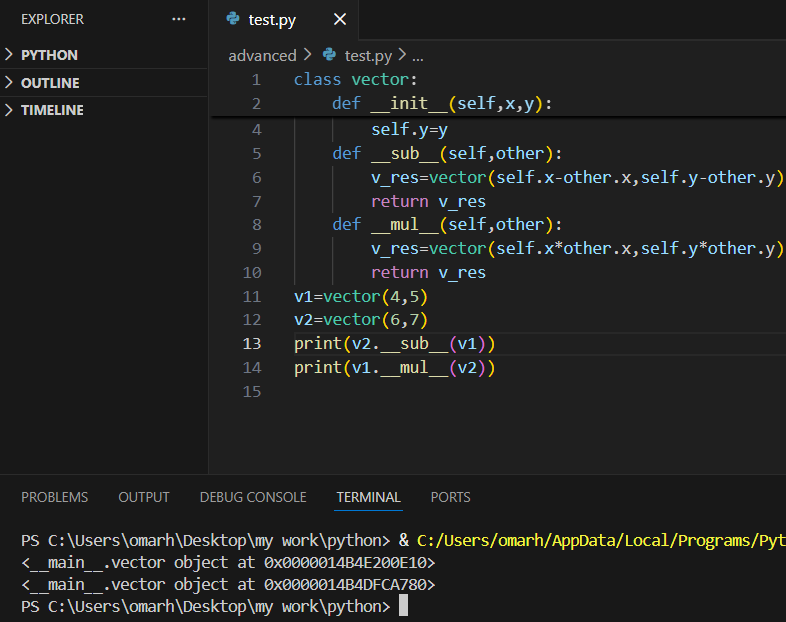 EXPLORER ...
PYTHON
OUTLINE
TIMELINE
test.py
advanced > test.py > ...
1 class vector:
2     def __init__(self,x,y):
4         self.y=y
5     def __sub__(self,other):
6         v_res=vector(self.x-other.x,self.y-other.y)
7         return v_res
8     def __mul__(self,other):
9         v_res=vector(self.x*other.x,self.y*other.y)
10         return v_res
11 v1=vector(4,5)
12 v2=vector(6,7)
13 print(v2.__sub__(v1))
14 print(v1.__mul__(v2))
15
PROBLEMS OUTPUT DEBUG CONSOLE TERMINAL PORTS
PS C:\Users\omarh\Desktop\my work\python> & C:/Users/omarh/AppData/Local/Programs/Pyt
<__main__.vector object at 0x0000014B4E200E10>
<__main__.vector object at 0x0000014B4DFCA780>
PS C:\Users\omarh\Desktop\my work\python>